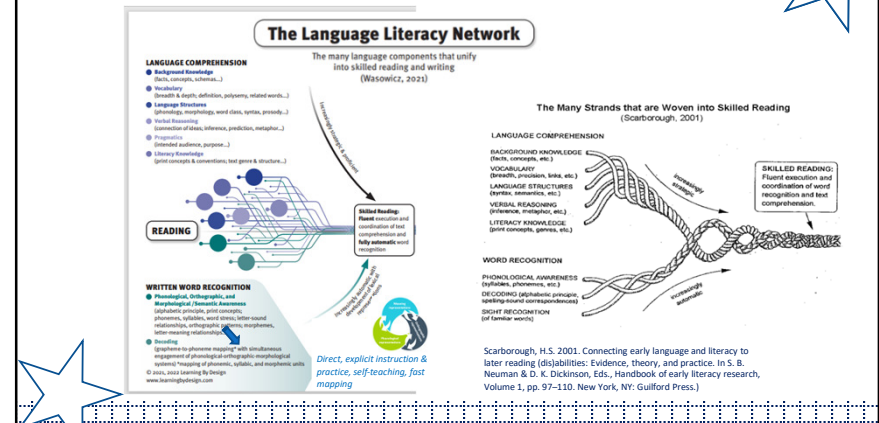 The Language Literacy Network
The many language components that unify
into skilled reading and writing
(Wasowicz, 2021)
LANGUAGE COMPREHENSION
Background Knowledge
(facts, concepts, schemas...)
Vocabulary
(breadth & depth; definition, polysemy, related words...)
Language Structures
(phonology, morphology, word class, syntax, prosody...)
Verbal Reasoning
(connection of ideas; inference, prediction, metaphor...)
Pragmatics
(intended audience, purpose...)
Literacy Knowledge
(print concepts & conventions; text genre & structure...)
Increasingly strategic & proficient
READING
Skilled Reading:
Fluent execution and
coordination of text
comprehension and
fully automatic word
recognition
WRITTEN WORD RECOGNITION
Phonological, Orthographic, and
Morphological /Semantic Awareness
(alphabetic principle, print concepts;
phonemes, syllables, word stress; letter-sound
relationships, orthographic patterns; morphemes,
letter-meaning relationships)
Decoding
(grapheme-to-phoneme mapping* with simultaneous
engagement of phonological-orthographic-morphological
systems) *mapping of phonemic, syllabic, and morphemic units
© 2021, 2022 Learning By Design
www.learningbydesign.com
Increasingly automatic with
development of lexical
Direct, explicit instruction &
practice, self-teaching, fast
mapping
The Many Strands that are Woven into Skilled Reading
(Scarborough, 2001)
LANGUAGE COMPREHENSION
BACKGROUND KNOWLEDGE
(facts, concepts, etc.)
VOCABULARY
(breadth, precision, links, etc.)
LANGUAGE STRUCTURES
(syntax, semantics, etc.)
VERBAL REASONING
(inference, metaphor, etc.)
LITERACY KNOWLEDGE
(print concepts, genres, etc.)
increasingly
strategic
SKILLED READING:
Fluent execution and
coordination of word
recognition and text
comprehension.
WORD RECOGNITION
PHONOLOGICAL AWARENESS
(syllables, phonemes, etc.)
DECODING (alphabetic principle,
spelling-sound correspondences)
SIGHT RECOGNITION
(of familiar words)
increasingly
automatic
Scarborough, H.S. 2001. Connecting early language and literacy to
later reading (dis)abilities: Evidence, theory, and practice. In S. B.
Neuman & D. K. Dickinson, Eds., Handbook of early literacy research,
Volume 1, pp. 97–110. New York, NY: Guilford Press.)